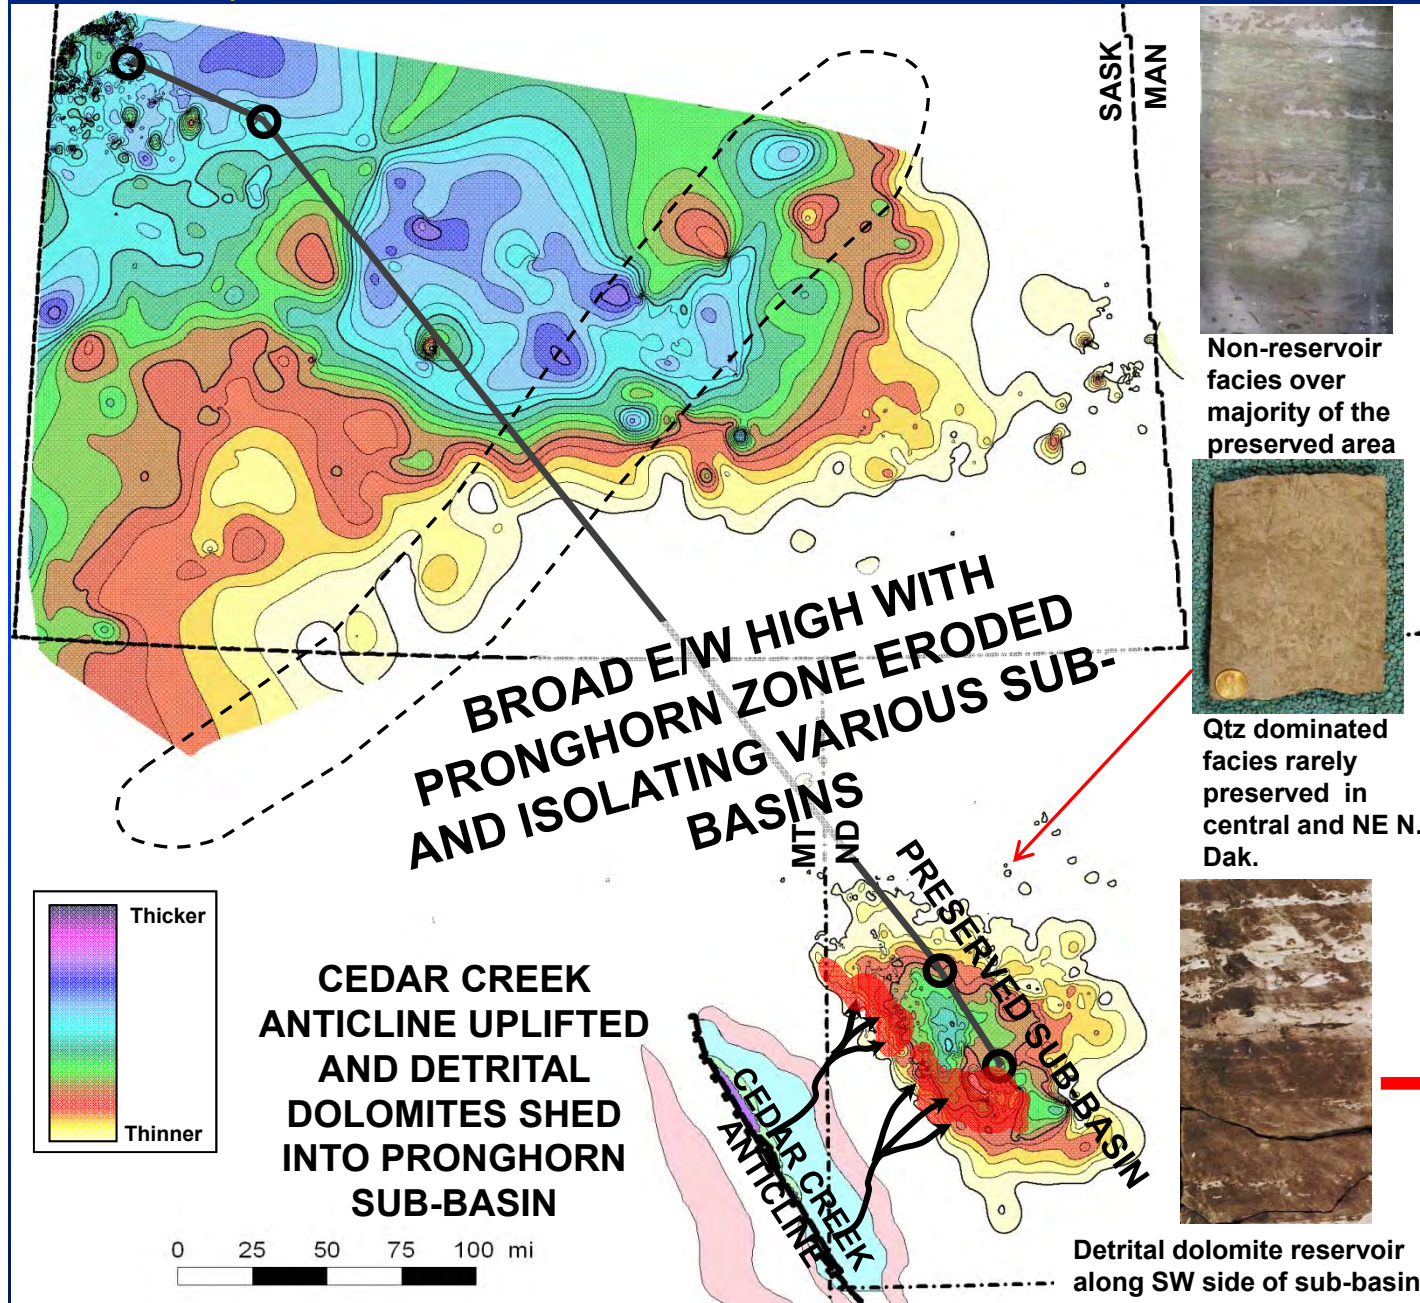 SASK
MAN
Non-reservoir
facies over
majority of the
preserved area
Qtz dominated
facies rarely
preserved in
central and NE N.
Dak.
BROAD E/W HIGH WITH
PRONGHORN ZONE ERODED
AND ISOLATING VARIOUS SUB-
BASINS
MT
ND
PRESERVED SUB-BASIN
Thicker
Thinner
CEDAR CREEK
ANTICLINE UPLIFTED
AND DETRITAL
DOLOMITES SHED
INTO PRONGHORN
SUB-BASIN
CEDAR CREEK
ANTICLINE
0 25 50 75 100 mi
Detrital dolomite reservoir
along SW side of sub-basin